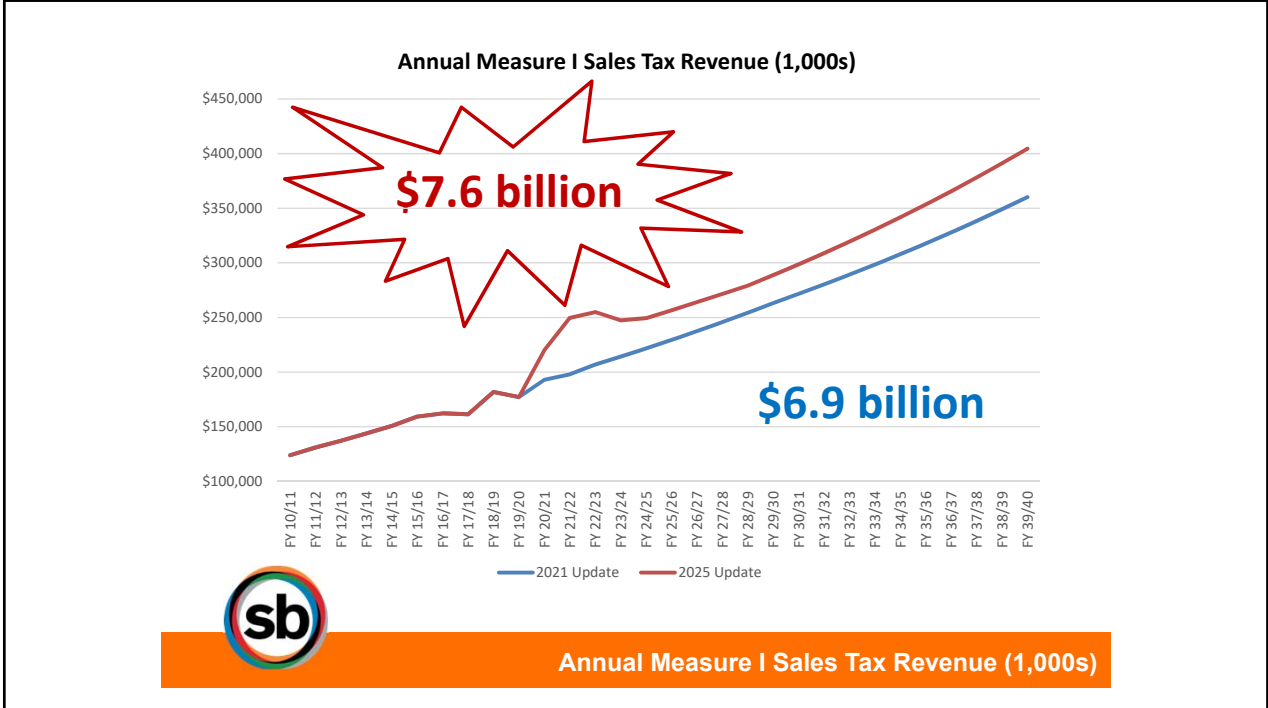 Annual Measure I Sales Tax Revenue (1,000s)
$450,000
$400,000
$350,000
$300,000
$250,000
$200,000
$150,000
$100,000
$7.6 billion
$6.9 billion
FY 10/11
FY 11/12
FY 12/13
FY 13/14
FY 14/15
FY 15/16
FY 16/17
FY 17/18
FY 18/19
FY 19/20
FY 20/21
FY 21/22
FY 22/23
FY 23/24
FY 24/25
FY 25/26
FY 26/27
FY 27/28
FY 28/29
FY 29/30
FY 30/31
FY 31/32
FY 32/33
FY 33/34
FY 34/35
FY 35/36
FY 36/37
FY 37/38
FY 38/39
FY 39/40
2021 Update
2025 Update
sb
Annual Measure I Sales Tax Revenue (1,000s)